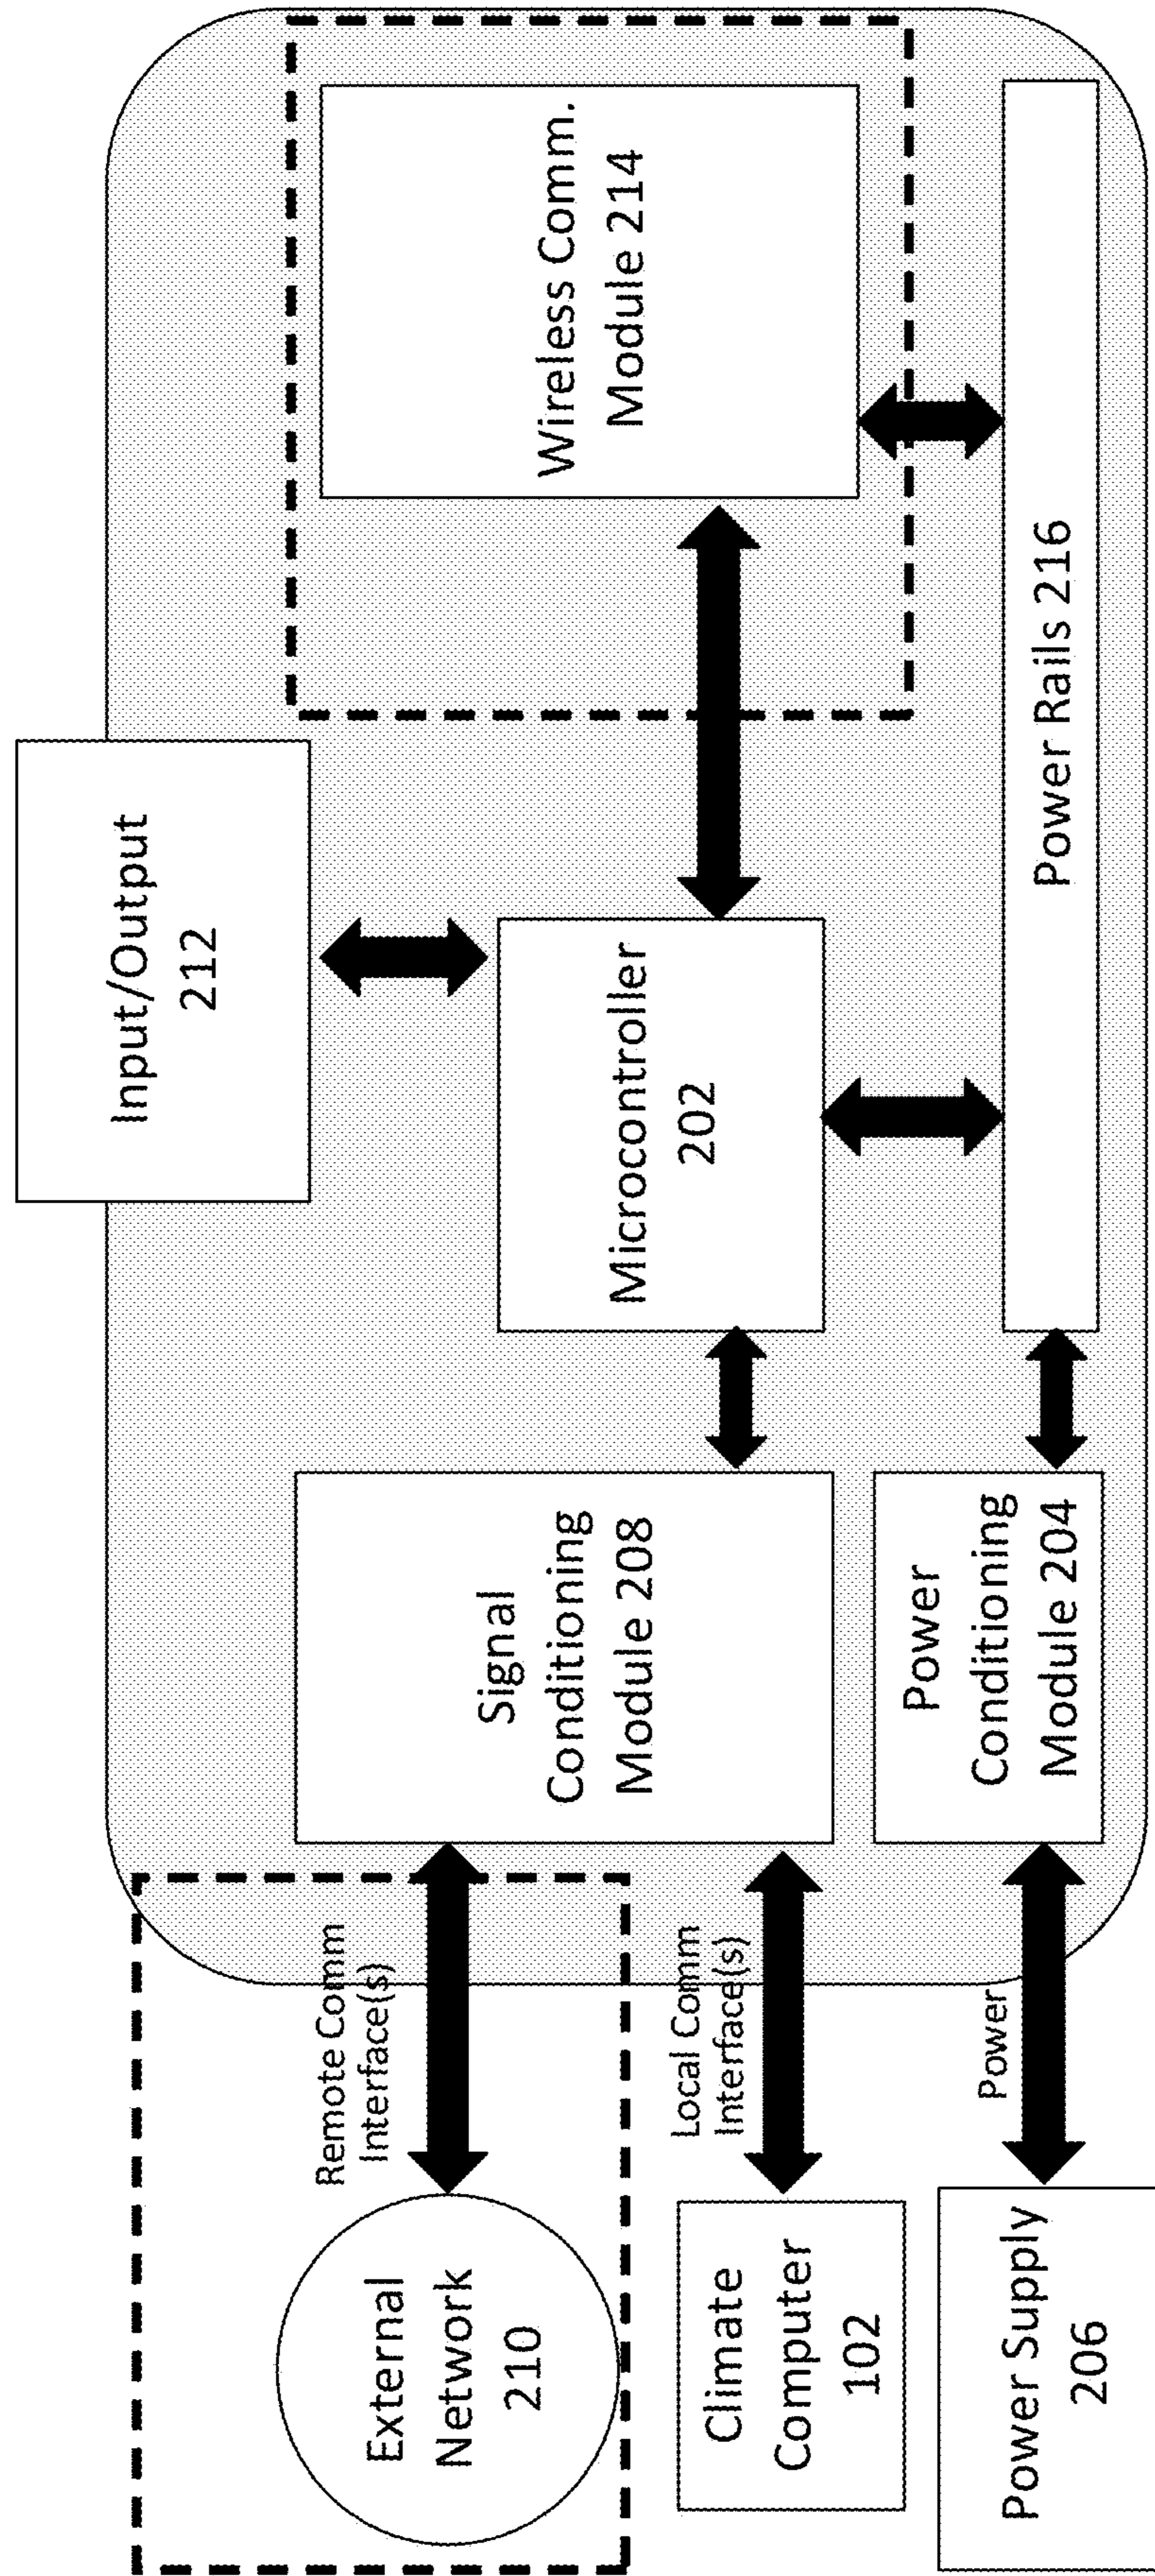 External
Network
210
Remote Comm
Interface(s)
Climate
Computer
102
Local Comm
Interface(s)
Power Supply
206
Power
Signal
Conditioning
Module 208
Power
Conditioning
Module 204
Input/Output
212
Microcontroller
202
Wireless Comm.
Module 214
Power Rails 216